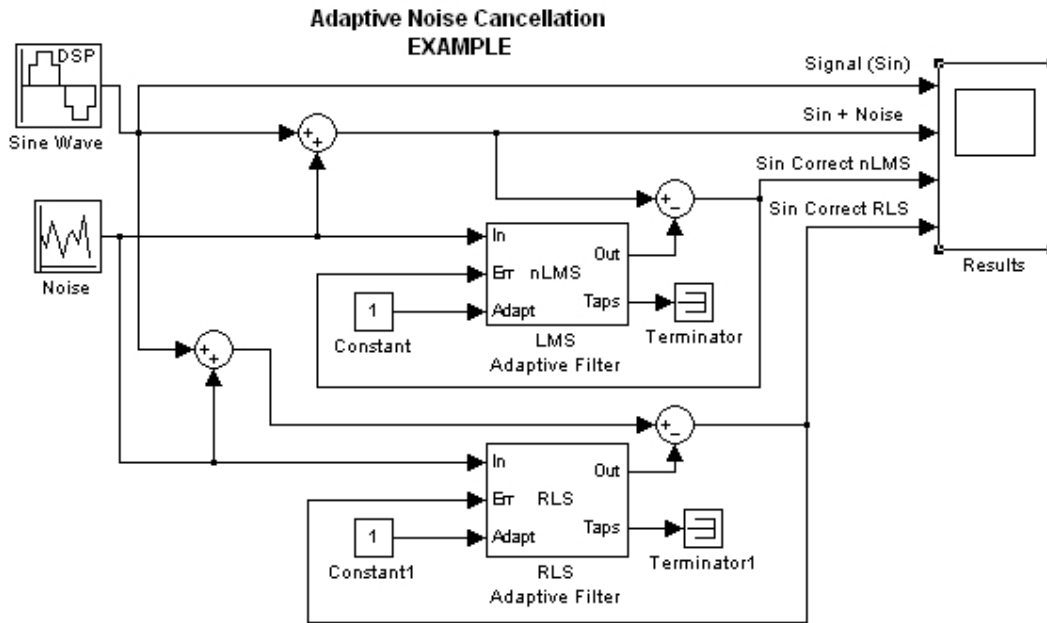 Adaptive Noise Cancellation
EXAMPLE
DSP
Sine Wave
Signal (Sin)
+
+
Sin + Noise
Sin Correct nLMS
+
−
Sin Correct RLS
Results
Noise
In
Out
Err nLMS
Taps
Adapt
1
Constant
LMS
Adaptive Filter
Terminator
+
+
+
−
In
Out
Err RLS
Taps
Adapt
1
Constant1
RLS
Adaptive Filter
Terminator1